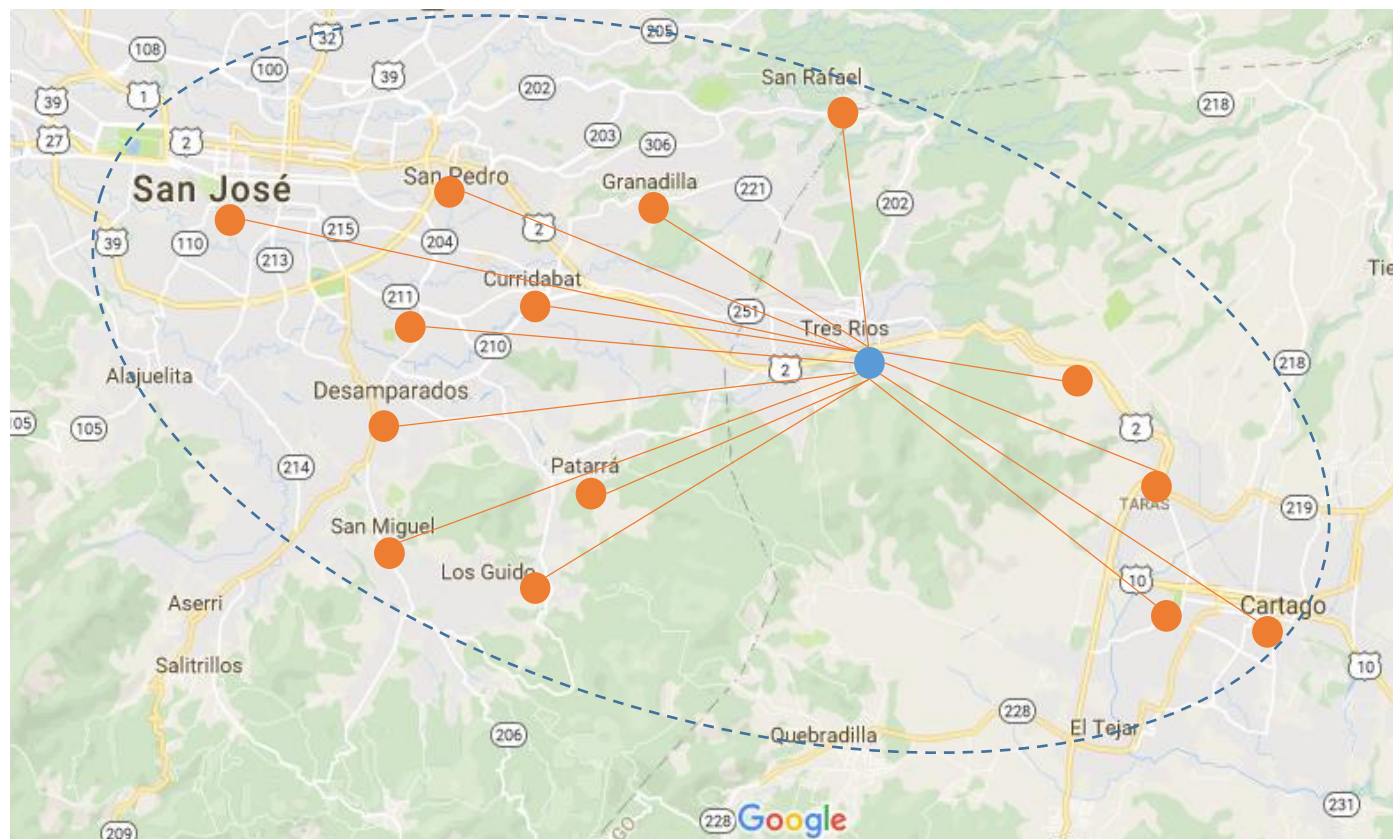 108
32
205
100
39
San Rafael
202
39
1
218
27
2
203
306
San José
San Pedro
Granadilla
221
202
39
110
215
204
2
213
Tie
Curridabat
211
251
Tres Rios
210
2
218
Alajuelita
Desamparados
105
105
2
214
Patarrá
TARAS
219
San Miguel
Los Guido
10
Aserri
Cartago
Salitrillos
10
228
206
Quebradilla
El Tejar
231
209
228
Google
GO